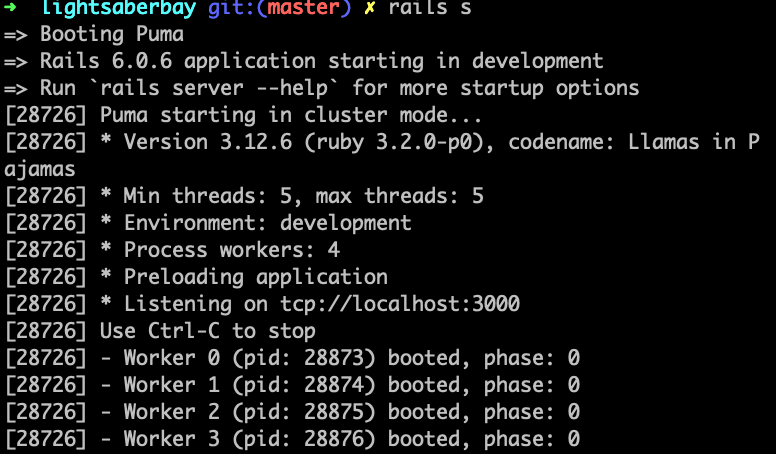 ➜  lightsaberbay git:(master) ✗ rails s
=> Booting Puma
=> Rails 6.0.6 application starting in development
=> Run `rails server --help` for more startup options
[28726] Puma starting in cluster mode...
[28726] * Version 3.12.6 (ruby 3.2.0-p0), codename: Llamas in P
ajamas
[28726] * Min threads: 5, max threads: 5
[28726] * Environment: development
[28726] * Process workers: 4
[28726] * Preloading application
[28726] * Listening on tcp://localhost:3000
[28726] Use Ctrl-C to stop
[28726] - Worker 0 (pid: 28873) booted, phase: 0
[28726] - Worker 1 (pid: 28874) booted, phase: 0
[28726] - Worker 2 (pid: 28875) booted, phase: 0
[28726] - Worker 3 (pid: 28876) booted, phase: 0